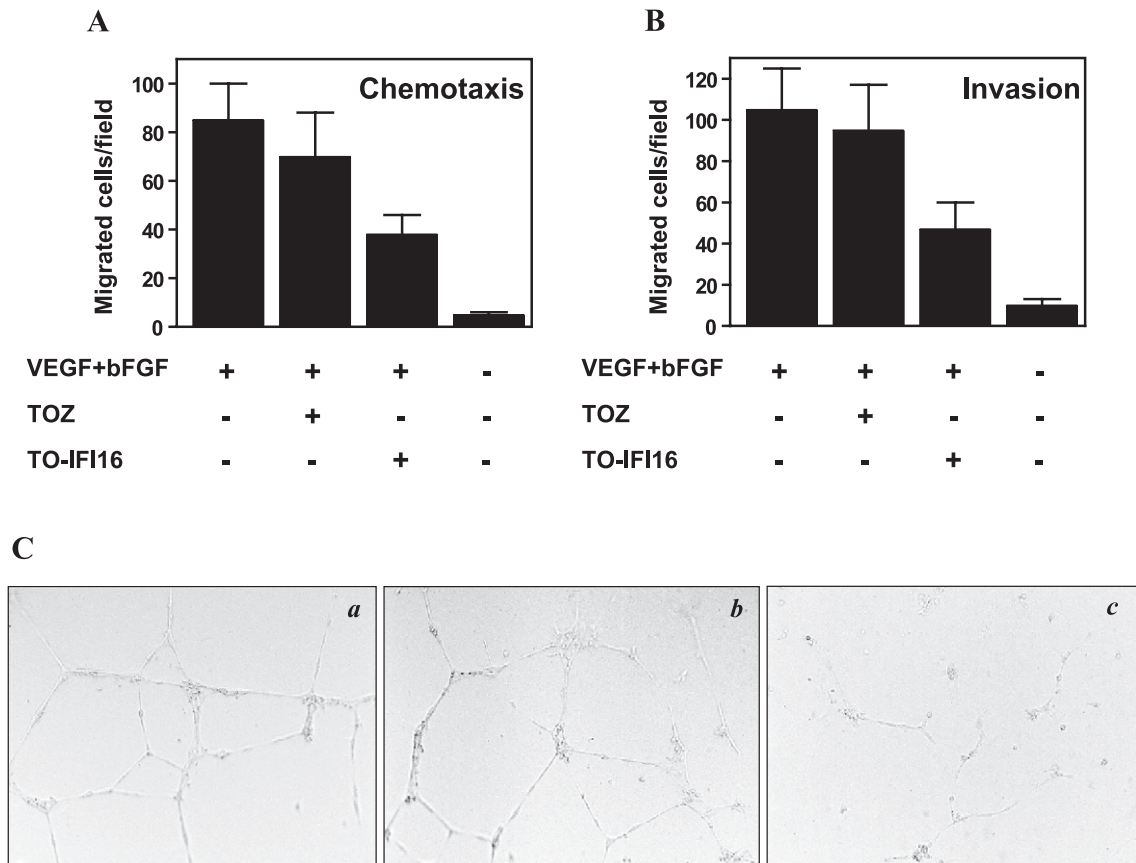 A
Chemotaxis
Migrated cells/field
100
80
60
40
20
0
VEGF+bFGF + + + -
TOZ - + - -
TO-IFI16 - - + -
B
Invasion
Migrated cells/field
120
100
80
60
40
20
0
VEGF+bFGF + + + -
TOZ - + - -
TO-IFI16 - - + -
C
a
b
c